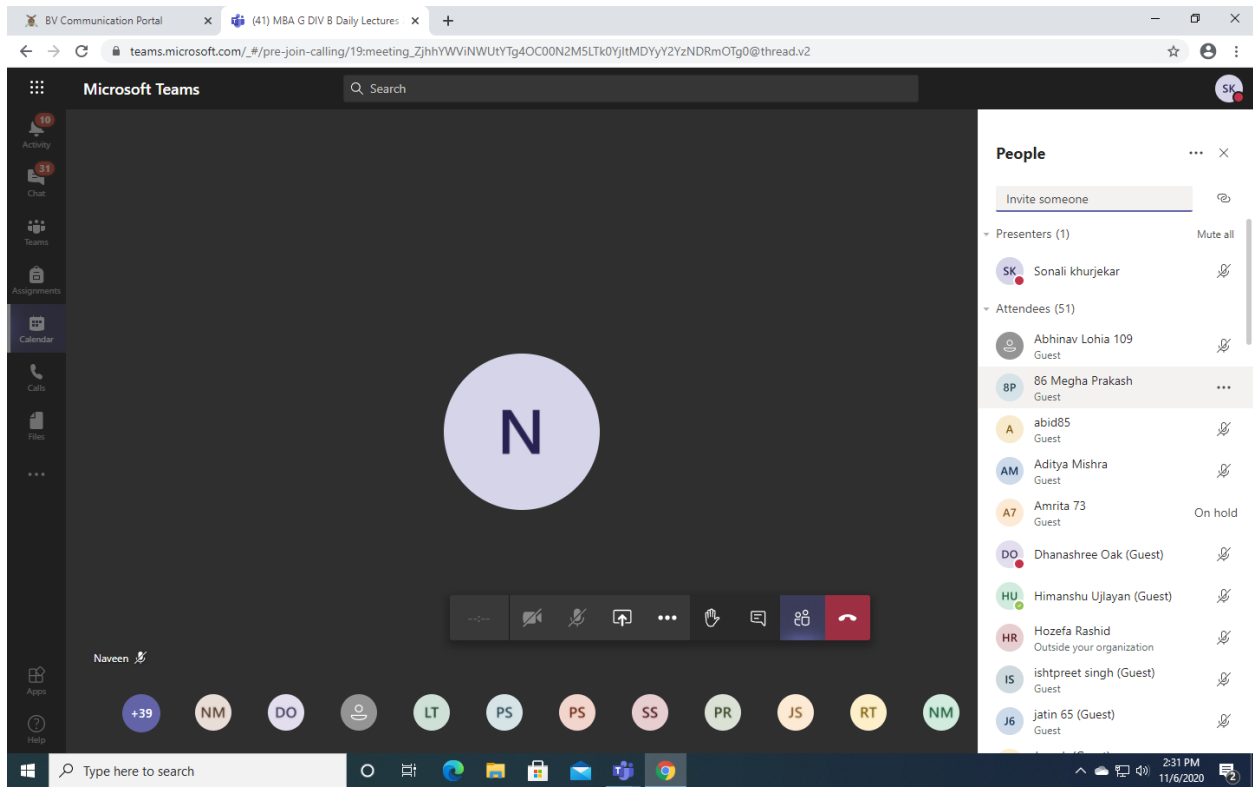 BV Communication Portal
(41) MBA G DIV B Daily Lectures
teams.microsoft.com/_#/pre-join-calling/19:meeting_ZjhhYWViNWUtYTg4OC00N2M5LTk0YjItMDYyY2YzNDRmOTg0@thread.v2
Microsoft Teams
Search
SK
10
Activity
31
Chat
Teams
Assignments
Calendar
Calls
Files
Apps
Help
N
--:--
Naveen
+39
NM
DO
LT
PS
PS
SS
PR
JS
RT
NM
People
Invite someone
Presenters (1) Mute all
SK Sonali khurjekar
Attendees (51)
Abhinav Lohia 109
Guest
8P 86 Megha Prakash
Guest
A abid85
Guest
AM Aditya Mishra
Guest
A7 Amrita 73 On hold
Guest
DO Dhanashree Oak (Guest)
HU Himanshu Ujlayan (Guest)
HR Hozefa Rashid
Outside your organization
IS ishtpreet singh (Guest)
Guest
J6 jatin 65 (Guest)
Guest
Type here to search
2:31 PM
11/6/2020
2